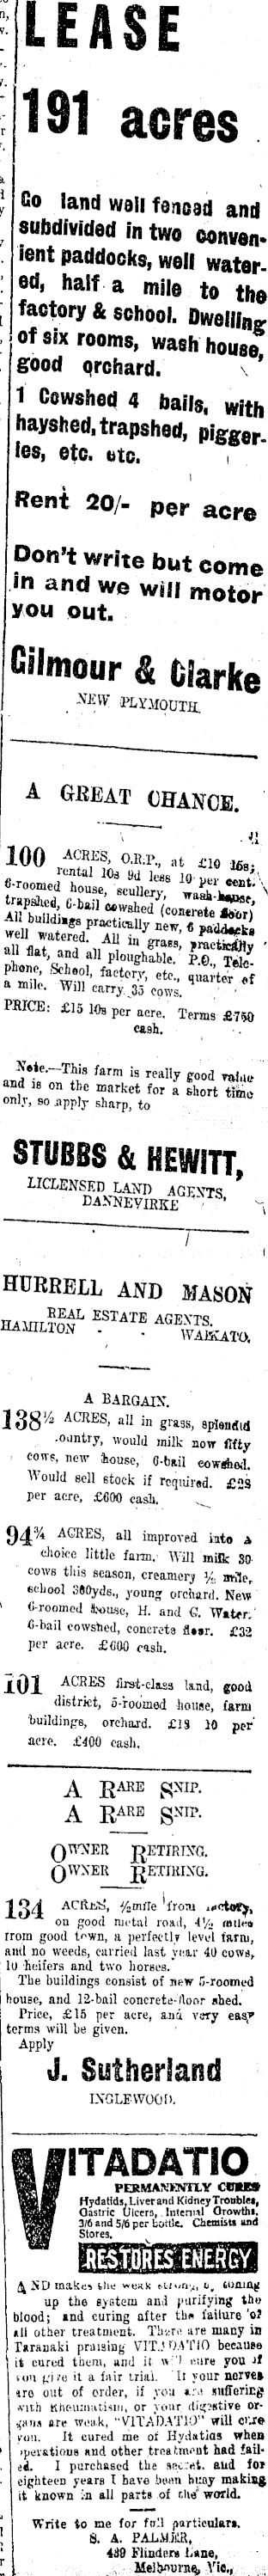 LEASE
191 acres
Go land well fenced and
subdivided in two conven-
ient paddocks, well water-
ed, half a mile to the
factory & school. Dwelling
of six rooms, wash house,
good orchard.
1 Cowshed 4 bails, with
hayshed, trapshed, pigger-
ies, etc. etc.
Rent 20/- per acre
Don't write but come
in and we will motor
you out.
Gilmour & Clarke
NEW PLYMOUTH.
A GREAT CHANCE.
100 ACRES, O.R.P., at £10 16s;
rental 10s 9d less 10 per cent.
6-roomed house, scullery, wash-house,
trapshed, 6-bail cowshed (concrete floor)
All buildings practically new, 6 paddocks
well watered. All in grass, practically
all flat, and all ploughable. P.O., Tele-
phone, School, factory, etc., quarter of
a mile. Will carry 35 cows.
PRICE: £15 10s per acre. Terms £750
cash.
Note.—This farm is really good value
and is on the market for a short time
only, so apply sharp, to
STUBBS & HEWITT,
LICLENSED LAND AGENTS,
DANNEVIRKE
HURRELL AND MASON
REAL ESTATE AGENTS.
HAMILTON - - WAIKATO.
A BARGAIN.
138½ ACRES, all in grass, splendid
country, would milk now fifty
cows, new house, 6-bail cowshed.
Would sell stock if required. £28
per acre, £600 cash.
94¾ ACRES, all improved into a
choice little farm. Will milk 30
cows this season, creamery ½ mile,
school 300yds., young orchard. New
6-roomed house, H. and C. Water.
6-bail cowshed, concrete floor. £32
per acre. £600 cash.
101 ACRES first-class land, good
district, 5-roomed house, farm
buildings, orchard. £13 10 per
acre. £400 cash.
A RARE SNIP.
A RARE SNIP.
OWNER RETIRING.
OWNER RETIRING.
134 ACRES, ½mile from factory,
on good metal road, 4½ miles
from good town, a perfectly level farm,
and no weeds, carried last year 40 cows,
10 heifers and two horses.
The buildings consist of new 5-roomed
house, and 12-bail concrete-floor shed.
Price, £15 per acre, and very easy
terms will be given.
Apply
J. Sutherland
INGLEWOOD.
VITADATIO
PERMANENTLY CURES
Hydatids, Liver and Kidney Troubles,
Gastric Ulcers, Internal Growths.
3/6 and 5/6 per bottle. Chemists and
Stores.
RESTORES ENERGY
AND makes the weak strong, by toning
up the system and purifying the
blood; and curing after the failure of
all other treatment. There are many in
Taranaki praising VITADATIO because
it cured them, and it will cure you if
you give it a fair trial. If your nerves
are out of order, if you are suffering
with Rheumatism, or your digestive or-
gans are weak, "VITADATIO" will cure
you. It cured me of Hydatids when
operations and other treatment had fail-
ed. I purchased the secret, and for
eighteen years I have been busy making
it known in all parts of the world.
Write to me for full particulars.
S. A. PALMER,
439 Flinders Lane,
Melbourne, Vic.,